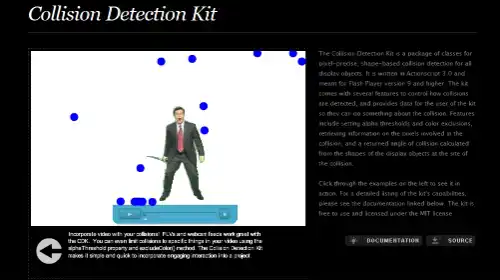 Collision Detection Kit
The Collision Detection Kit is a package of classes for
pixel-precise, shape-based collision detection for all
display objects. It is written in Actionscript 3.0 and
meant for Flash Player version 9 and higher. The kit
comes with several features to control how collisions
are detected, and provides data for the user of the kit
so they can do something about the collision. Features
include setting alpha thresholds and color excusions,
retrieving information on the pixels involved at the
collision, and a returned angle of collision calculated
from the shapes of the display objects at the site of
the collision.
Click through the examples on the left to see it in
action. For a detailed listing of the kit's capabilities,
please see the documentation linked below. The kit is
free to use and licensed under the MIT license
DOCUMENTATION
SOURCE
Incorporate video with your collisions! FLVs and webcam feeds work great with
the CDK. You can even limit collisions to specific things in your video using the
alphaThreshold property and excludeColor() method. The Collision Detection Kit
makes it simple and quick to incorporate engaging interaction into a project